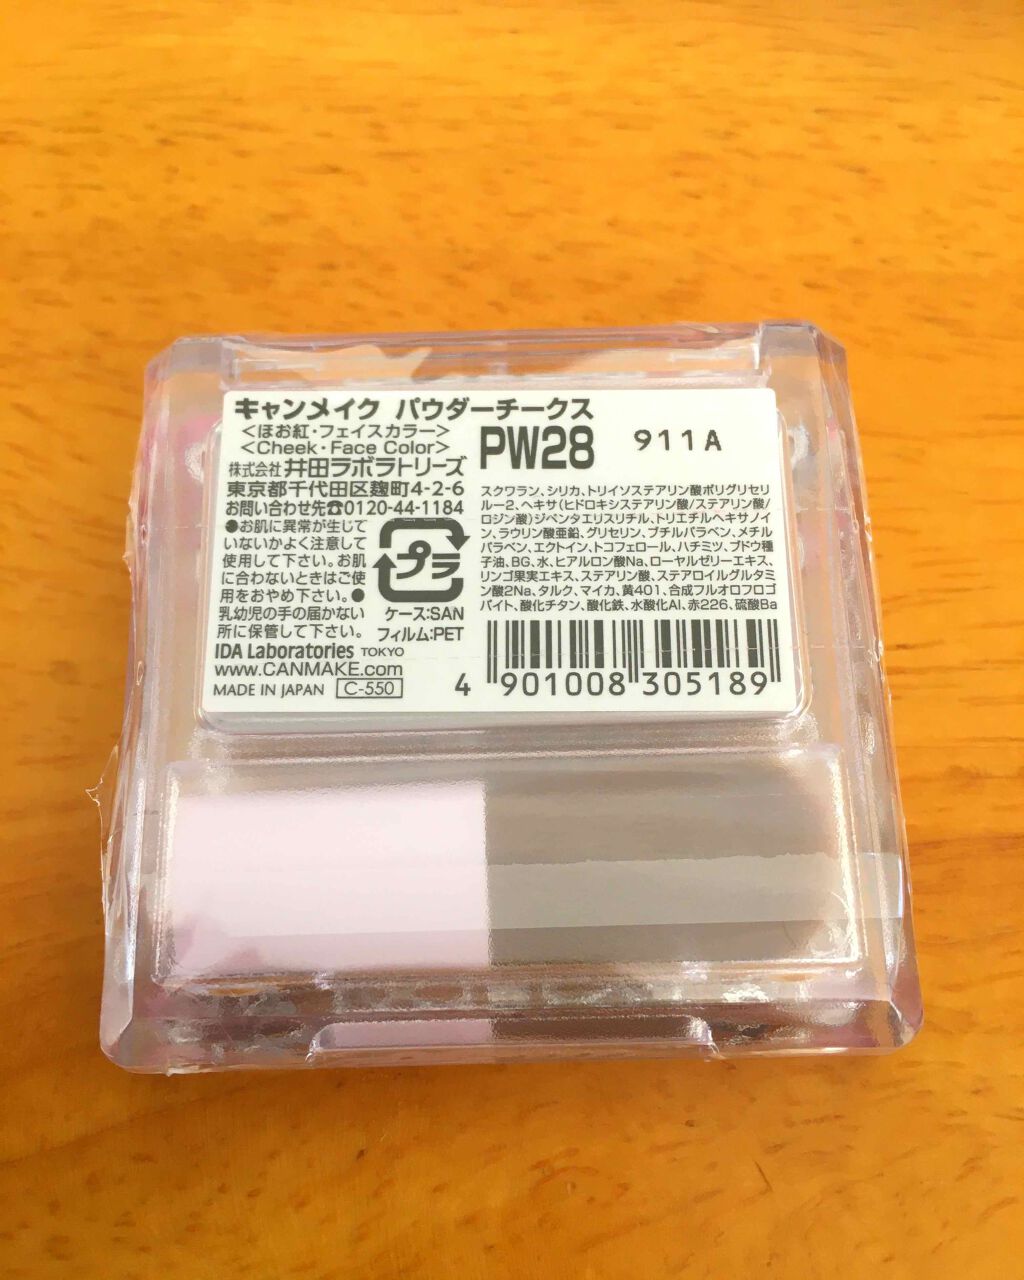 キャンメイク パウダーチークス
<ほお紅・フェイスカラー>
<Cheek・Face Color>
PW28
911A
株式会社 井田ラボラトリーズ
東京都千代田区麹町4-2-6
お問い合わせ先☎0120-44-1184
●お肌に異常が生じて
いないかよく注意して
使用して下さい。お肌
に合わないときはご使
用をおやめ下さい。●
乳幼児の手の届かない
所に保管して下さい。
プラ
ケース:SAN
フィルム:PET
IDA Laboratories TOKYO
www.CANMAKE.com
MADE IN JAPAN C-550
スクワラン、シリカ、トリイソステアリン酸ポリグリセリ
ルー2、ヘキサ(ヒドロキシステアリン酸/ステアリン酸/
ロジン酸)ジペンタエリスリチル、トリエチルヘキサノイ
ン、ラウリン酸亜鉛、グリセリン、ブチルパラベン、メチル
パラベン、エクトイン、トコフェロール、ハチミツ、ブドウ種
子油、BG、水、ヒアルロン酸Na、ローヤルゼリーエキス、
リンゴ果実エキス、ステアリン酸、ステアロイルグルタミ
ン酸2Na、タルク、マイカ、黄401、合成フルオロフロゴ
パイト、酸化チタン、酸化鉄、水酸化Al、赤226、硫酸Ba
4 901008 305189